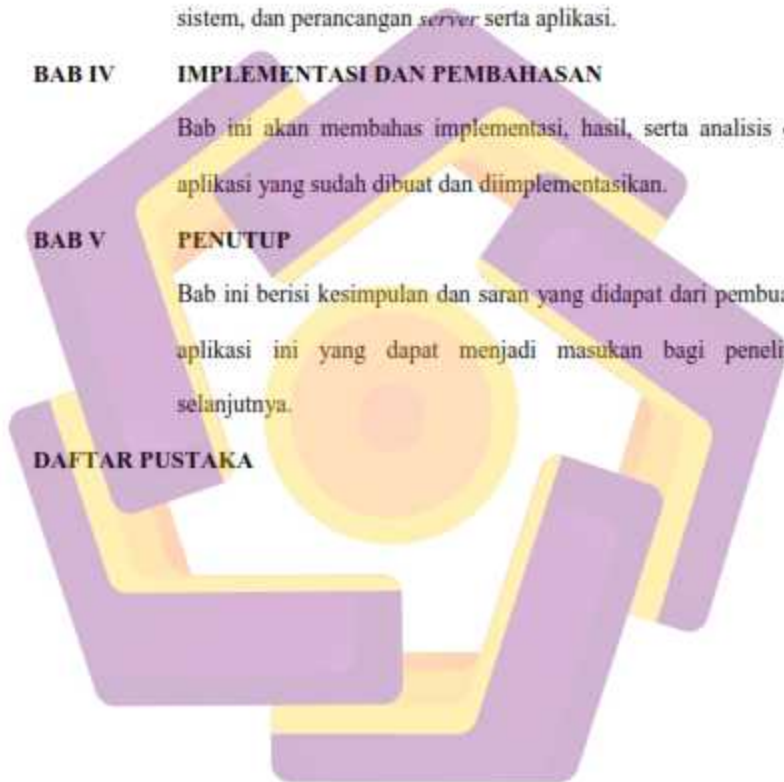 sistem, dan perancangan server serta aplikasi.
BAB IV IMPLEMENTASI DAN PEMBAHASAN
Bab ini akan membahas implementasi, hasil, serta analisis
aplikasi yang sudah dibuat dan diimplementasikan.
BAB V PENUTUP
Bab ini berisi kesimpulan dan saran yang didapat dari pembua
aplikasi ini yang dapat menjadi masukan bagi peneli
selanjutnya.
DAFTAR PUSTAKA